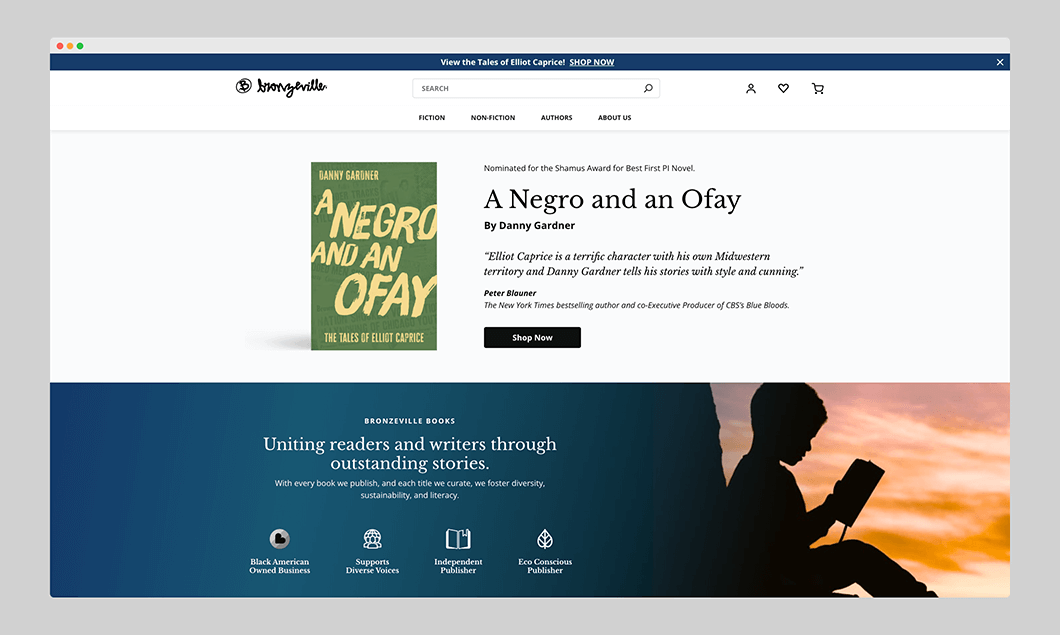 View the Tales of Elliot Caprice! SHOP NOW
bronzeville
SEARCH
FICTION NON-FICTION AUTHORS ABOUT US
DANNY GARDNER
A
NEGRO
AND AN
OFAY
THE TALES OF ELLIOT CAPRICE
Nominated for the Shamus Award for Best First PI Novel.
A Negro and an Ofay
By Danny Gardner
“Elliot Caprice is a terrific character with his own Midwestern
territory and Danny Gardner tells his stories with style and cunning.”
Peter Blauner
The New York Times bestselling author and co-Executive Producer of CBS's Blue Bloods.
Shop Now
BRONZEVILLE BOOKS
Uniting readers and writers through
outstanding stories.
With every book we publish, and each title we curate, we foster diversity,
sustainability, and literacy.
Black American
Owned Business
Supports
Diverse Voices
Independent
Publisher
Eco Conscious
Publisher